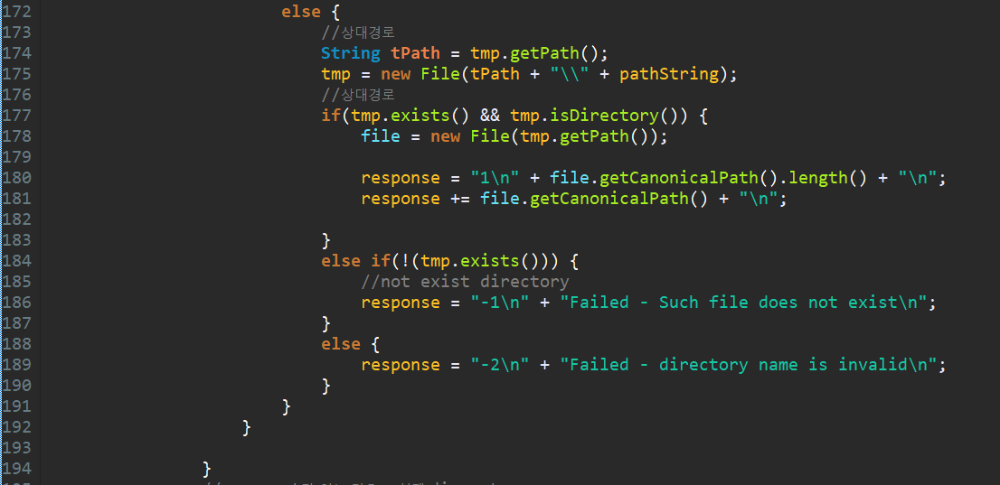 172 else {
173 //상대경로
174 String tPath = tmp.getPath();
175 tmp = new File(tPath + "\\" + pathString);
176 //상대경로
177 if(tmp.exists() && tmp.isDirectory()) {
178 file = new File(tmp.getPath());
179
180 response = "1\n" + file.getCanonicalPath().length() + "\n";
181 response += file.getCanonicalPath() + "\n";
182
183 }
184 else if(!(tmp.exists())) {
185 //not exist directory
186 response = "-1\n" + "Failed - Such file does not exist\n";
187 }
188 else {
189 response = "-2\n" + "Failed - directory name is invalid\n";
190 }
191 }
192 }
193
194 }